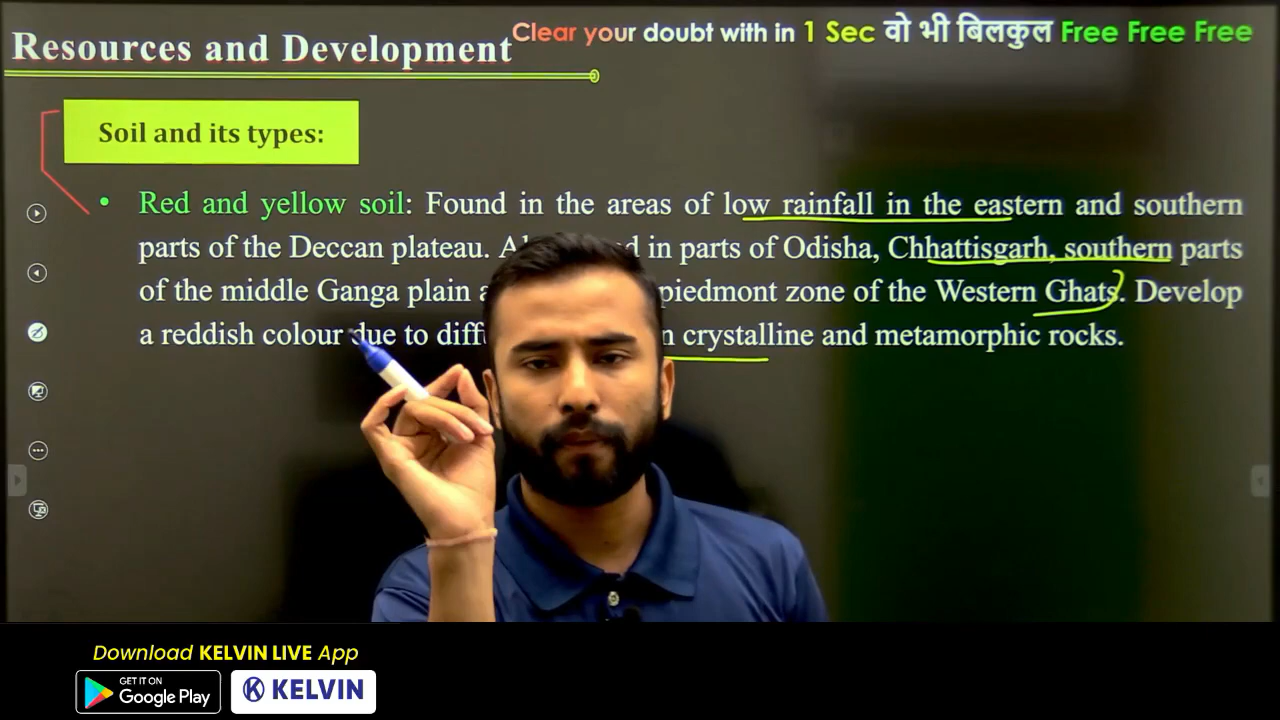 Resources and Development
Clear your doubt with in 1 Sec वो भी बिलकुल Free Free Free
Soil and its types:
• Red and yellow soil: Found in the areas of low rainfall in the eastern and southern
parts of the Deccan plateau. in parts of Odisha, Chhattisgarh, southern parts
of the middle Ganga plain piedmont zone of the Western Ghats. Develop
a reddish colour due to crystalline and metamorphic rocks.
Download KELVIN LIVE App
GET IT ON
Google Play
KELVIN